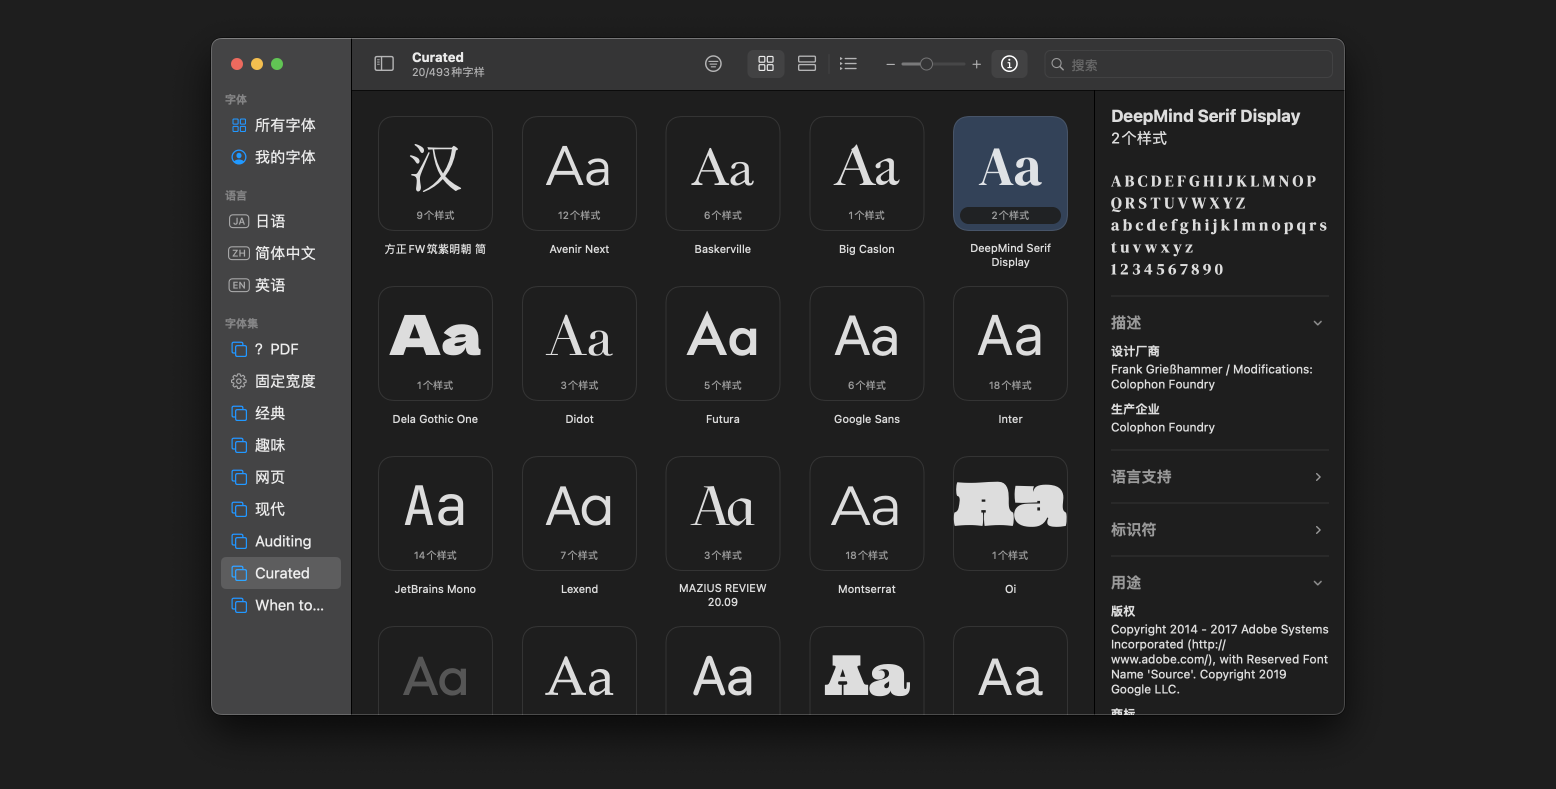 Curated
20/493种字样
搜索
字体
所有字体
我的字体
语言
JA 日语
ZH 简体中文
EN 英语
字体集
? PDF
固定宽度
经典
趣味
网页
现代
Auditing
Curated
When to...
汉
9个样式
方正FW筑紫明朝 简
Aa
12个样式
Avenir Next
Aa
6个样式
Baskerville
Aa
1个样式
Big Caslon
Aa
2个样式
DeepMind Serif
Display
Aa
1个样式
Dela Gothic One
Aa
3个样式
Didot
Aa
5个样式
Futura
Aa
6个样式
Google Sans
Aa
18个样式
Inter
Aa
14个样式
JetBrains Mono
Aa
7个样式
Lexend
Aa
3个样式
MAZIUS REVIEW
20.09
Aa
18个样式
Montserrat
Aa
1个样式
Oi
Aa
Aa
Aa
Aa
Aa
DeepMind Serif Display
2个样式
ABCDEFGHIJKLMNOP
QRSTUVWXYZ
abcdefghijklmnopqrs
tuvwxyz
1234567890
描述
设计厂商
Frank Grießhammer / Modifications:
Colophon Foundry
生产企业
Colophon Foundry
语言支持
标识符
用途
版权
Copyright 2014 - 2017 Adobe Systems
Incorporated (http://
www.adobe.com/), with Reserved Font
Name 'Source'. Copyright 2019
Google LLC.
商标